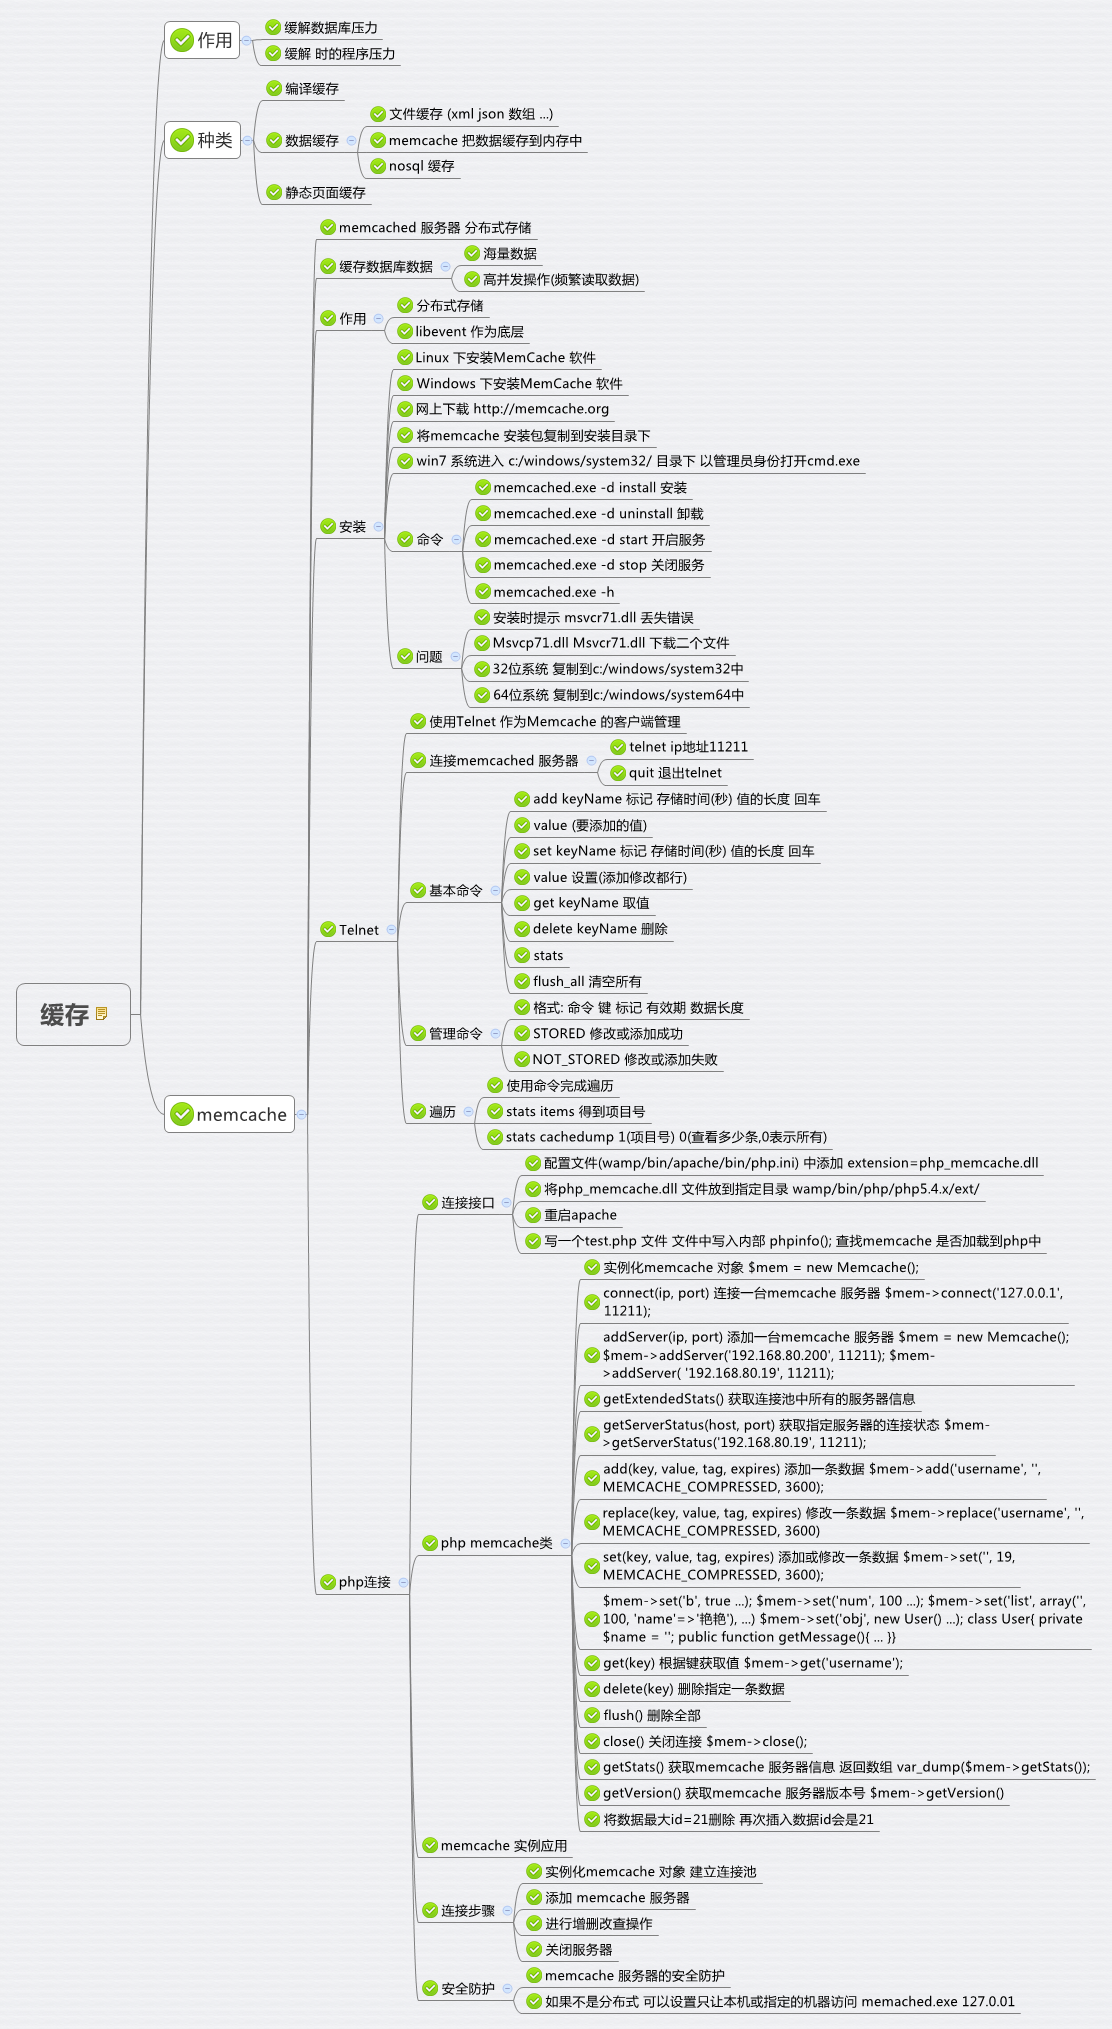 作用
缓解数据库压力
缓解 时的程序压力
种类
编译缓存
数据缓存
文件缓存 (xml json 数组 ...)
memcache 把数据缓存到内存中
nosql 缓存
静态页面缓存
缓存
memcache
memcached 服务器 分布式存储
缓存数据库数据
海量数据
高并发操作(频繁读取数据)
作用
分布式存储
libevent 作为底层
安装
Linux 下安装MemCache 软件
Windows 下安装MemCache 软件
网上下载 http://memcache.org
将memcache 安装包复制到安装目录下
win7 系统进入 c:/windows/system32/ 目录下 以管理员身份打开cmd.exe
命令
memcached.exe -d install 安装
memcached.exe -d uninstall 卸载
memcached.exe -d start 开启服务
memcached.exe -d stop 关闭服务
memcached.exe -h
问题
安装时提示 msvcr71.dll 丢失错误
Msvcp71.dll Msvcr71.dll 下载二个文件
32位系统 复制到c:/windows/system32中
64位系统 复制到c:/windows/system64中
Telnet
使用Telnet 作为Memcache 的客户端管理
连接memcached 服务器
telnet ip地址11211
quit 退出telnet
基本命令
add keyName 标记 存储时间(秒) 值的长度 回车
value (要添加的值)
set keyName 标记 存储时间(秒) 值的长度 回车
value 设置(添加修改都行)
get keyName 取值
delete keyName 删除
stats
flush_all 清空所有
管理命令
格式: 命令 键 标记 有效期 数据长度
STORED 修改或添加成功
NOT_STORED 修改或添加失败
遍历
使用命令完成遍历
stats items 得到项目号
stats cachedump 1(项目号) 0(查看多少条,0表示所有)
php连接
连接接口
配置文件(wamp/bin/apache/bin/php.ini) 中添加 extension=php_memcache.dll
将php_memcache.dll 文件放到指定目录 wamp/bin/php/php5.4.x/ext/
重启apache
写一个test.php 文件 文件中写入内部 phpinfo(); 查找memcache 是否加载到php中
php memcache类
实例化memcache 对象 $mem = new Memcache();
connect(ip, port) 连接一台memcache 服务器 $mem->connect('127.0.0.1',
11211);
addServer(ip, port) 添加一台memcache 服务器 $mem = new Memcache();
$mem->addServer('192.168.80.200', 11211); $mem-
>addServer( '192.168.80.19', 11211);
getExtendedStats() 获取连接池中所有的服务器信息
getServerStatus(host, port) 获取指定服务器的连接状态 $mem-
>getServerStatus('192.168.80.19', 11211);
add(key, value, tag, expires) 添加一条数据 $mem->add('username', '',
MEMCACHE_COMPRESSED, 3600);
replace(key, value, tag, expires) 修改一条数据 $mem->replace('username', '',
MEMCACHE_COMPRESSED, 3600)
set(key, value, tag, expires) 添加或修改一条数据 $mem->set('', 19,
MEMCACHE_COMPRESSED, 3600);
$mem->set('b', true ...); $mem->set('num', 100 ...); $mem->set('list', array('',
100, 'name'=>'艳艳'), ...) $mem->set('obj', new User() ...); class User{ private
$name = ''; public function getMessage(){ ... }}
get(key) 根据键获取值 $mem->get('username');
delete(key) 删除指定一条数据
flush() 删除全部
close() 关闭连接 $mem->close();
getStats() 获取memcache 服务器信息 返回数组 var_dump($mem->getStats());
getVersion() 获取memcache 服务器版本号 $mem->getVersion()
将数据最大id=21删除 再次插入数据id会是21
memcache 实例应用
连接步骤
实例化memcache 对象 建立连接池
添加 memcache 服务器
进行增删改查操作
关闭服务器
安全防护
memcache 服务器的安全防护
如果不是分布式 可以设置只让本机或指定的机器访问 memached.exe 127.0.01